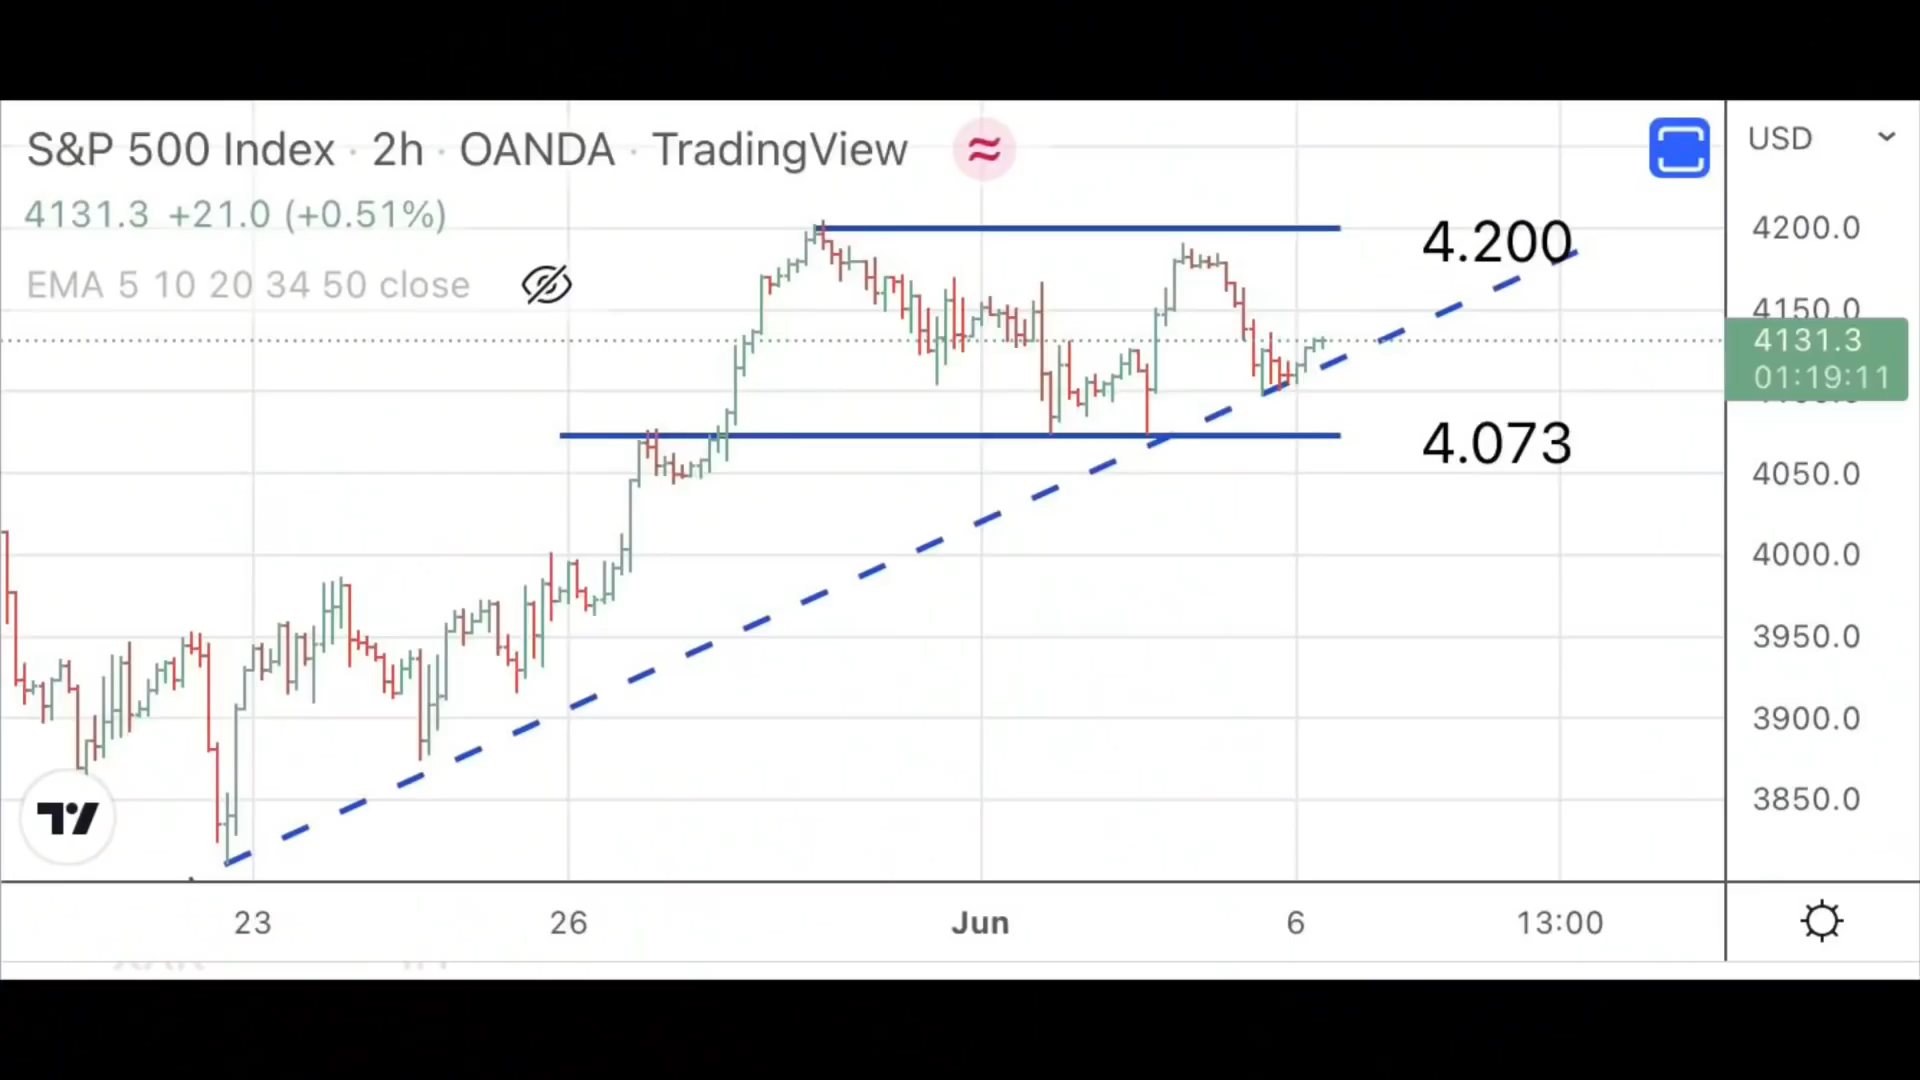 S&P 500 Index · 2h · OANDA · TradingView
USD
4131.3 +21.0 (+0.51%)
EMA 5 10 20 34 50 close
4.200
4200.0
4150.0
4131.3
01:19:11
4.073
4050.0
4000.0
3950.0
3900.0
3850.0
23 26 Jun 6 13:00